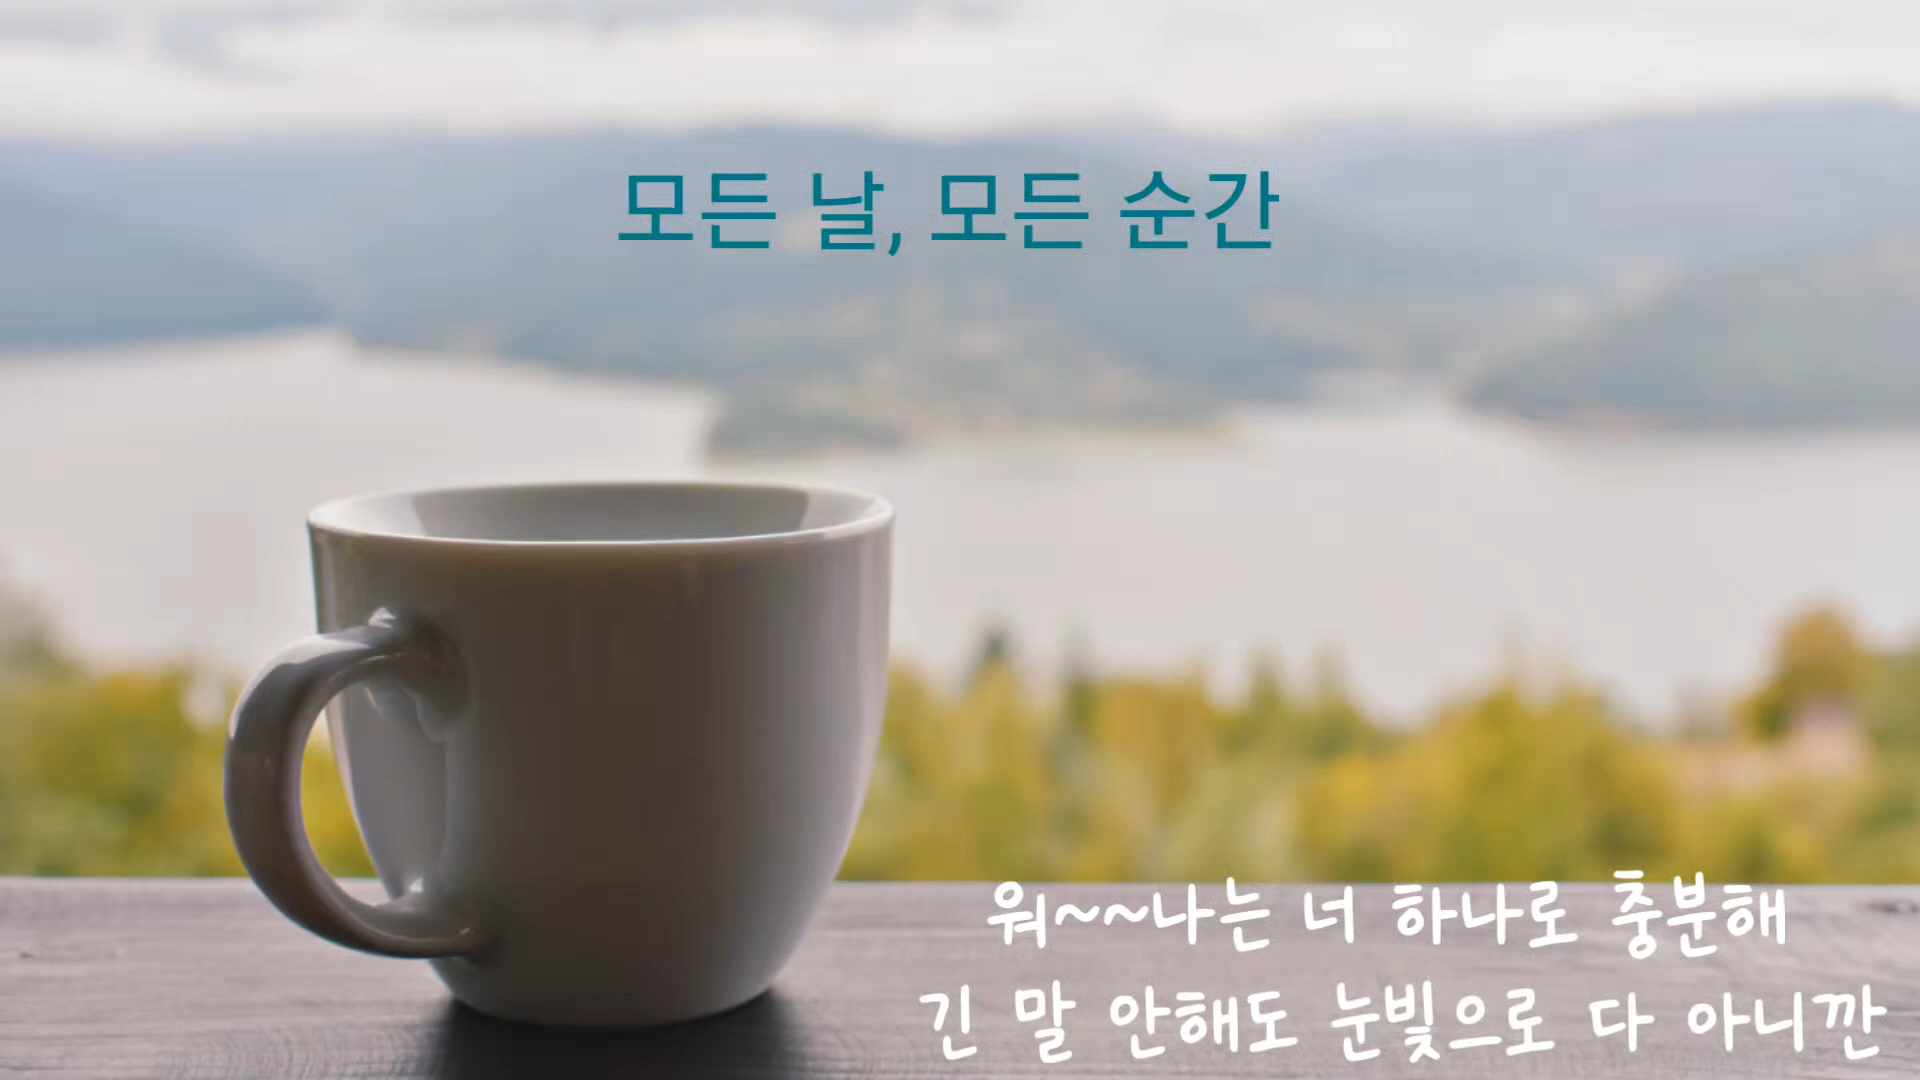 모든 날, 모든 순간
워~~나는 너 하나로 충분해
긴 말 안해도 눈빛으로 다 아니깐